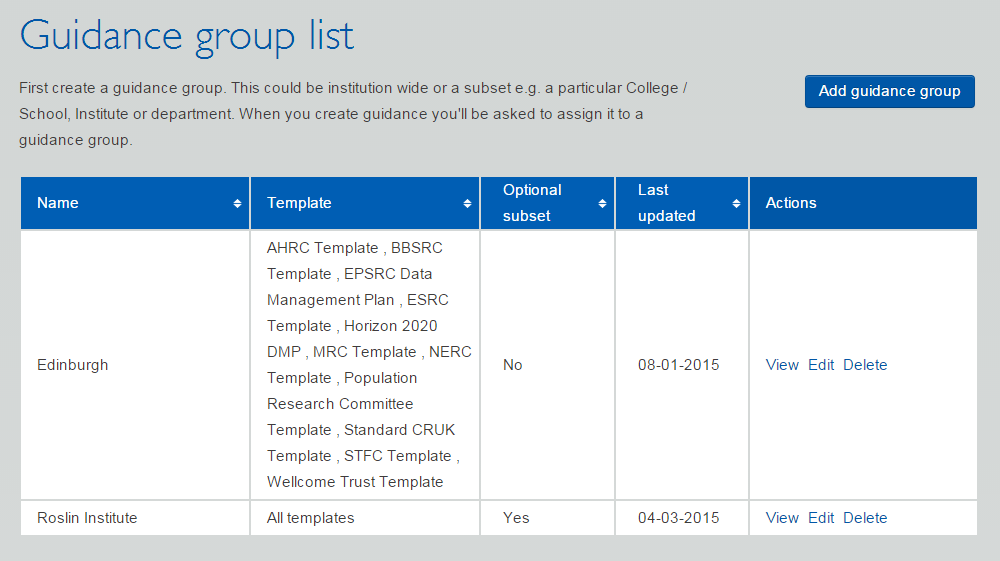 Guidance group list
First create a guidance group. This could be institution wide or a subset e.g. a particular College /
School, Institute or department. When you create guidance you'll be asked to assign it to a
guidance group.
Add guidance group
Name
Template
Optional
subset
Last
updated
Actions
Edinburgh
AHRC Template , BBSRC
Template , EPSRC Data
Management Plan , ESRC
Template , Horizon 2020
DMP , MRC Template , NERC
Template , Population
Research Committee
Template , Standard CRUK
Template , STFC Template ,
Wellcome Trust Template
No
08-01-2015
View Edit Delete
Roslin Institute
All templates
Yes
04-03-2015
View Edit Delete